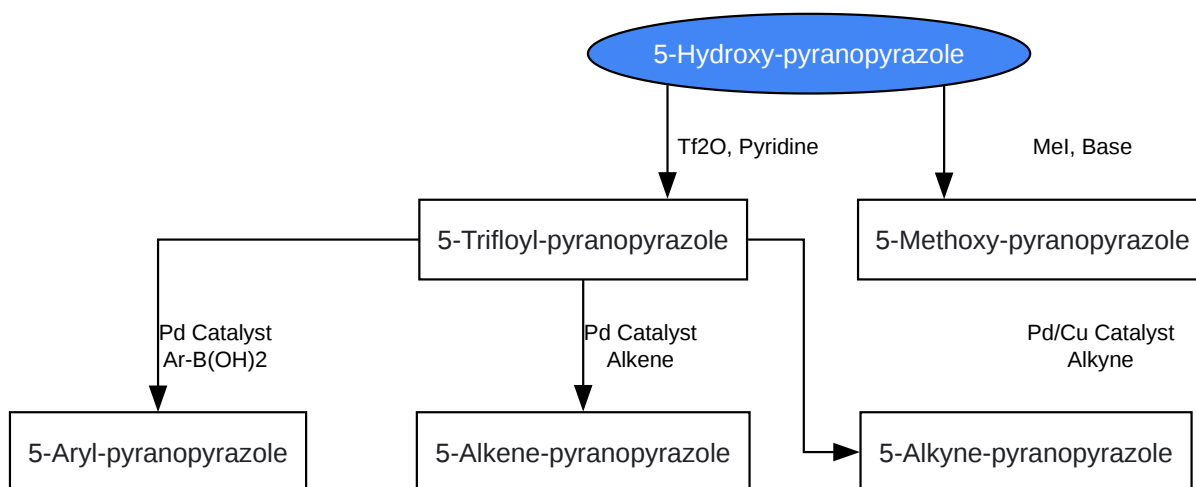 5-Hydroxy-pyranopyrazole
Tf2O, Pyridine
MeI, Base
5-Trifloyl-pyranopyrazole
5-Methoxy-pyranopyrazole
Pd Catalyst
Ar-B(OH)2
Pd Catalyst
Alkene
Pd/Cu Catalyst
Alkyne
5-Aryl-pyranopyrazole
5-Alkene-pyranopyrazole
5-Alkyne-pyranopyrazole